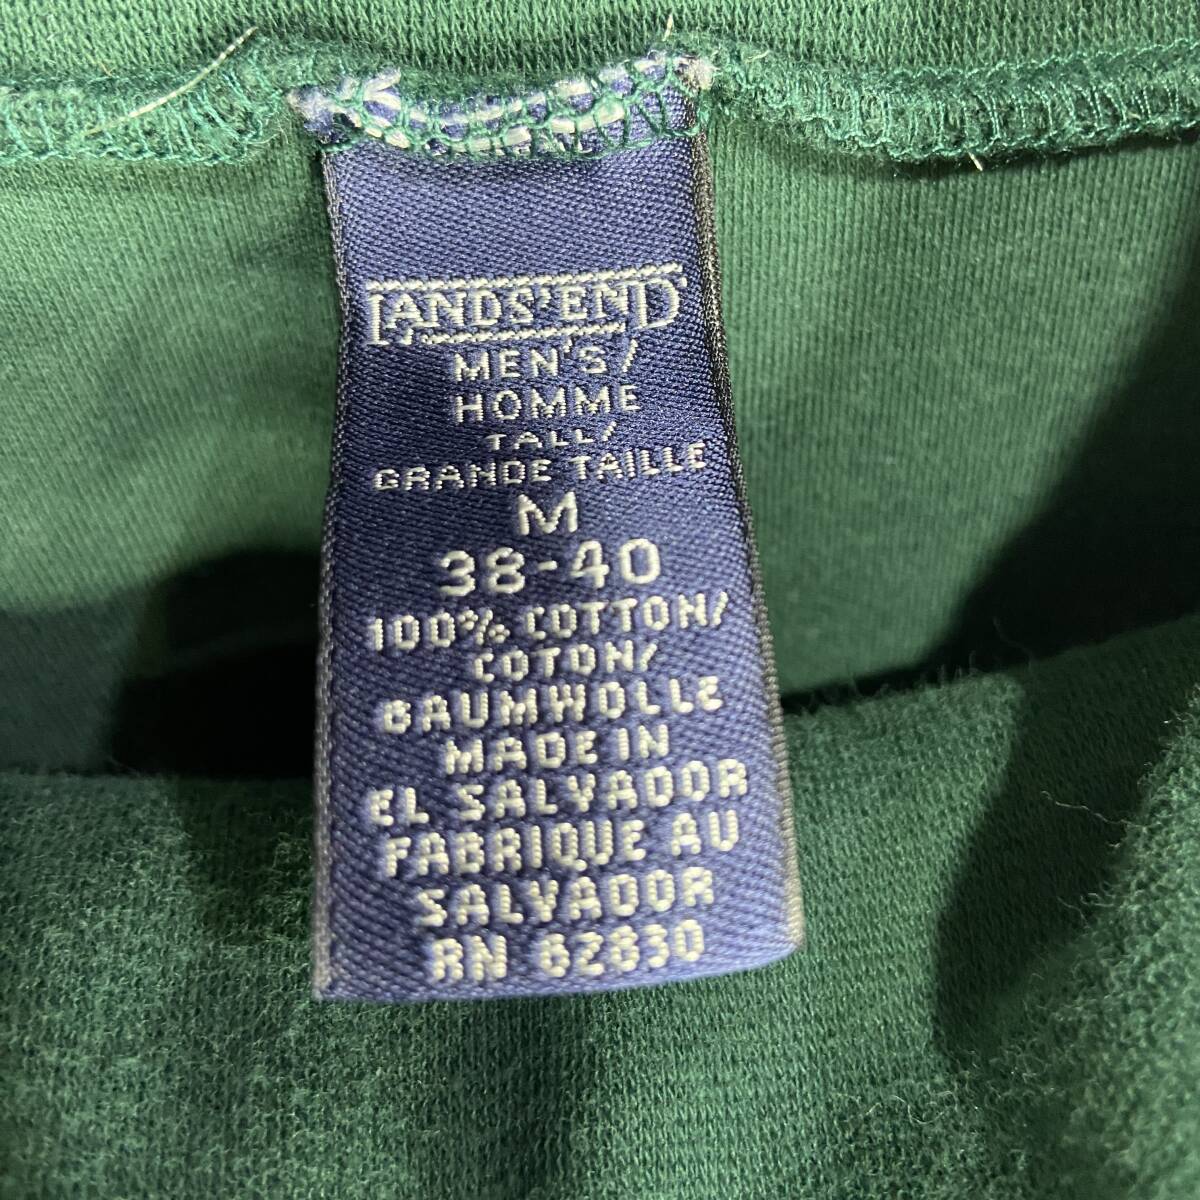 LANDS' END
MEN'S/
HOMME
TALL/
GRANDE TAILLE
M
38-40
100% COTTON/
COTON/
BAUMWOLLE
MADE IN
EL SALVADOR
FABRIQUE AU
SALVADOR
RN 62830